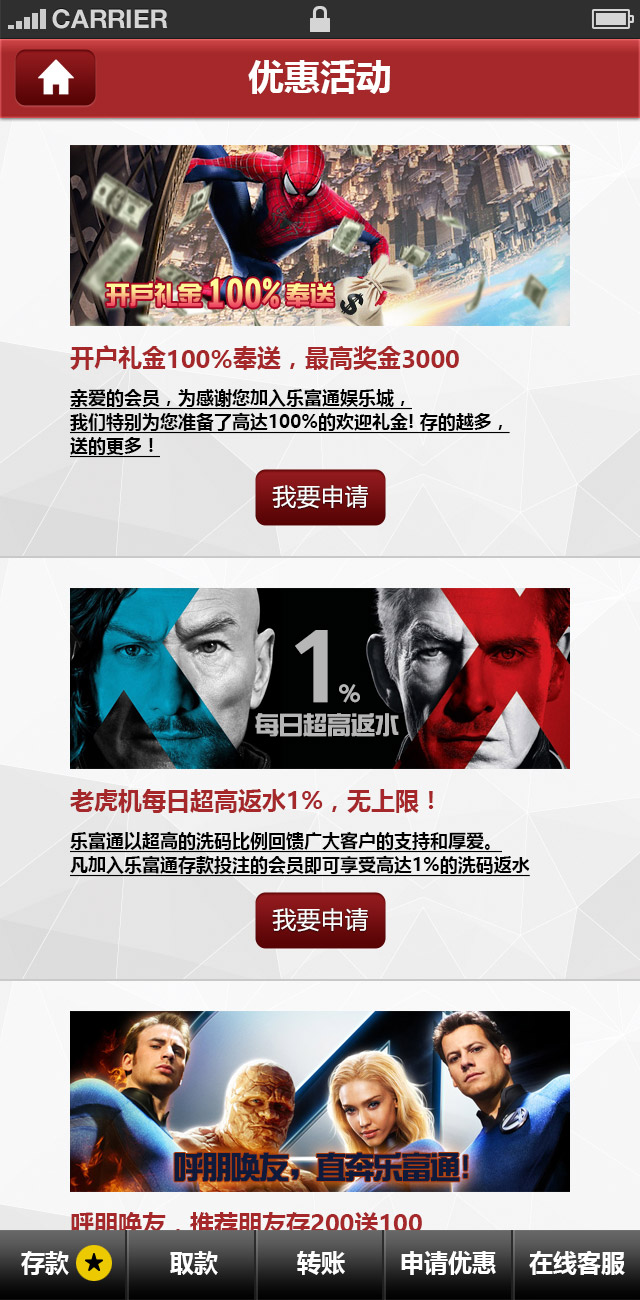 CARRIER
优惠活动
开户礼金100%奉送
开户礼金100%奉送，最高奖金3000
亲爱的会员，为感谢您加入乐富通娱乐城，
我们特别为您准备了高达100%的欢迎礼金! 存的越多，
送的更多！
我要申请
1%
每日超高返水
老虎机每日超高返水1%，无上限！
乐富通以超高的洗码比例回馈广大客户的支持和厚爱。
凡加入乐富通存款投注的会员即可享受高达1%的洗码返水
我要申请
呼朋唤友，直奔乐富通!
呼朋唤友，推荐朋友存200送100
存款 取款 转账 申请优惠 在线客服